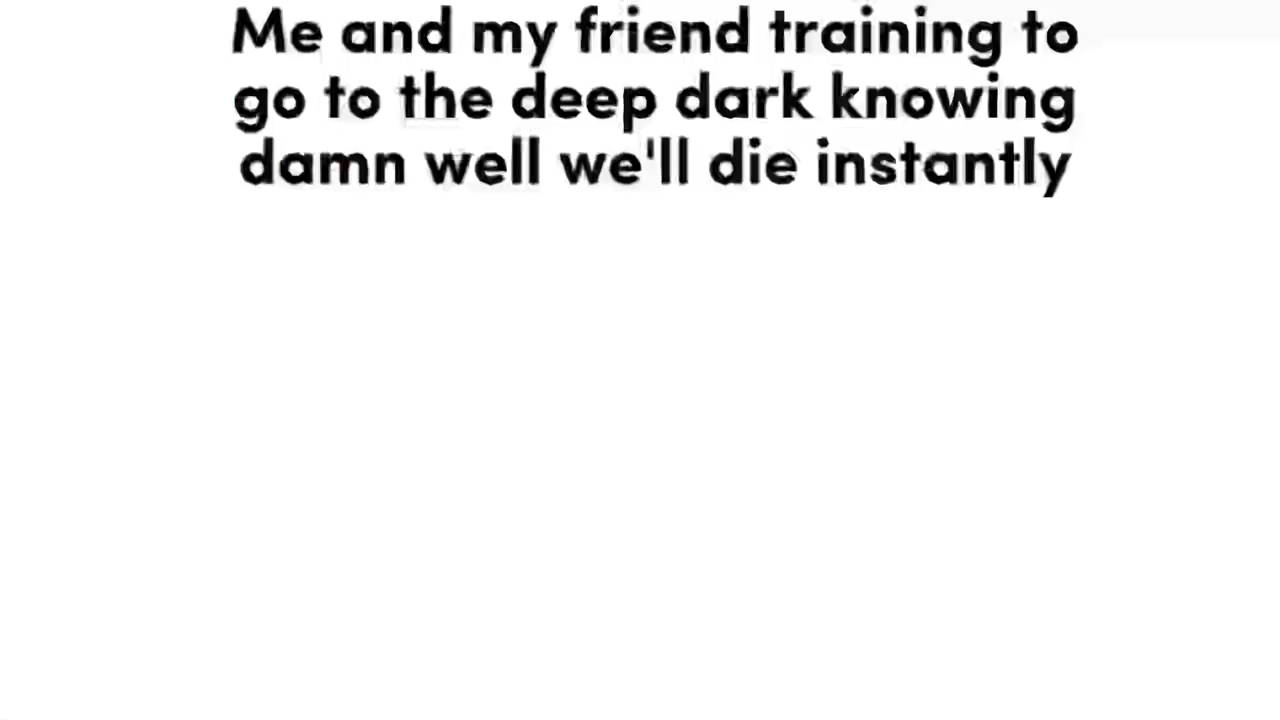 Me and my friend training to
go to the deep dark knowing
damn well we'll die instantly